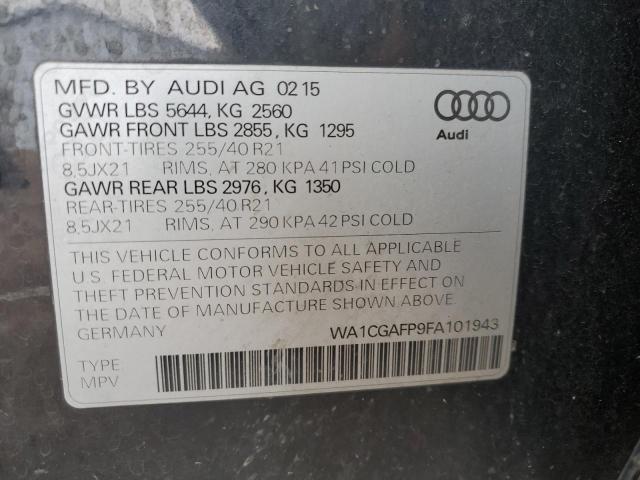 MFD. BY AUDI AG 02 15
GVWR LBS 5644, KG 2560
GAWR FRONT LBS 2855, KG 1295
FRONT-TIRES 255/40 R21
8,5JX21 RIMS, AT 280 KPA 41 PSI COLD
GAWR REAR LBS 2976, KG 1350
REAR-TIRES 255/40 R21
8,5JX21 RIMS, AT 290 KPA 42 PSI COLD
Audi
THIS VEHICLE CONFORMS TO ALL APPLICABLE
U.S. FEDERAL MOTOR VEHICLE SAFETY AND
THEFT PREVENTION STANDARDS IN EFFECT ON
THE DATE OF MANUFACTURE SHOWN ABOVE.
GERMANY WA1CGAFP9FA101943
TYPE
MPV